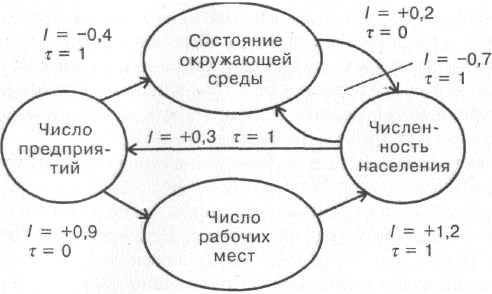 I = −0,4
τ = 1
Состояние
окружающей
среды
I = +0,2
τ = 0
I = −0,7
τ = 1
Число
предприя-
тий
I = +0,3 τ = 1
Числен-
ность
населения
I = +0,9
τ = 0
Число
рабочих
мест
I = +1,2
τ = 1